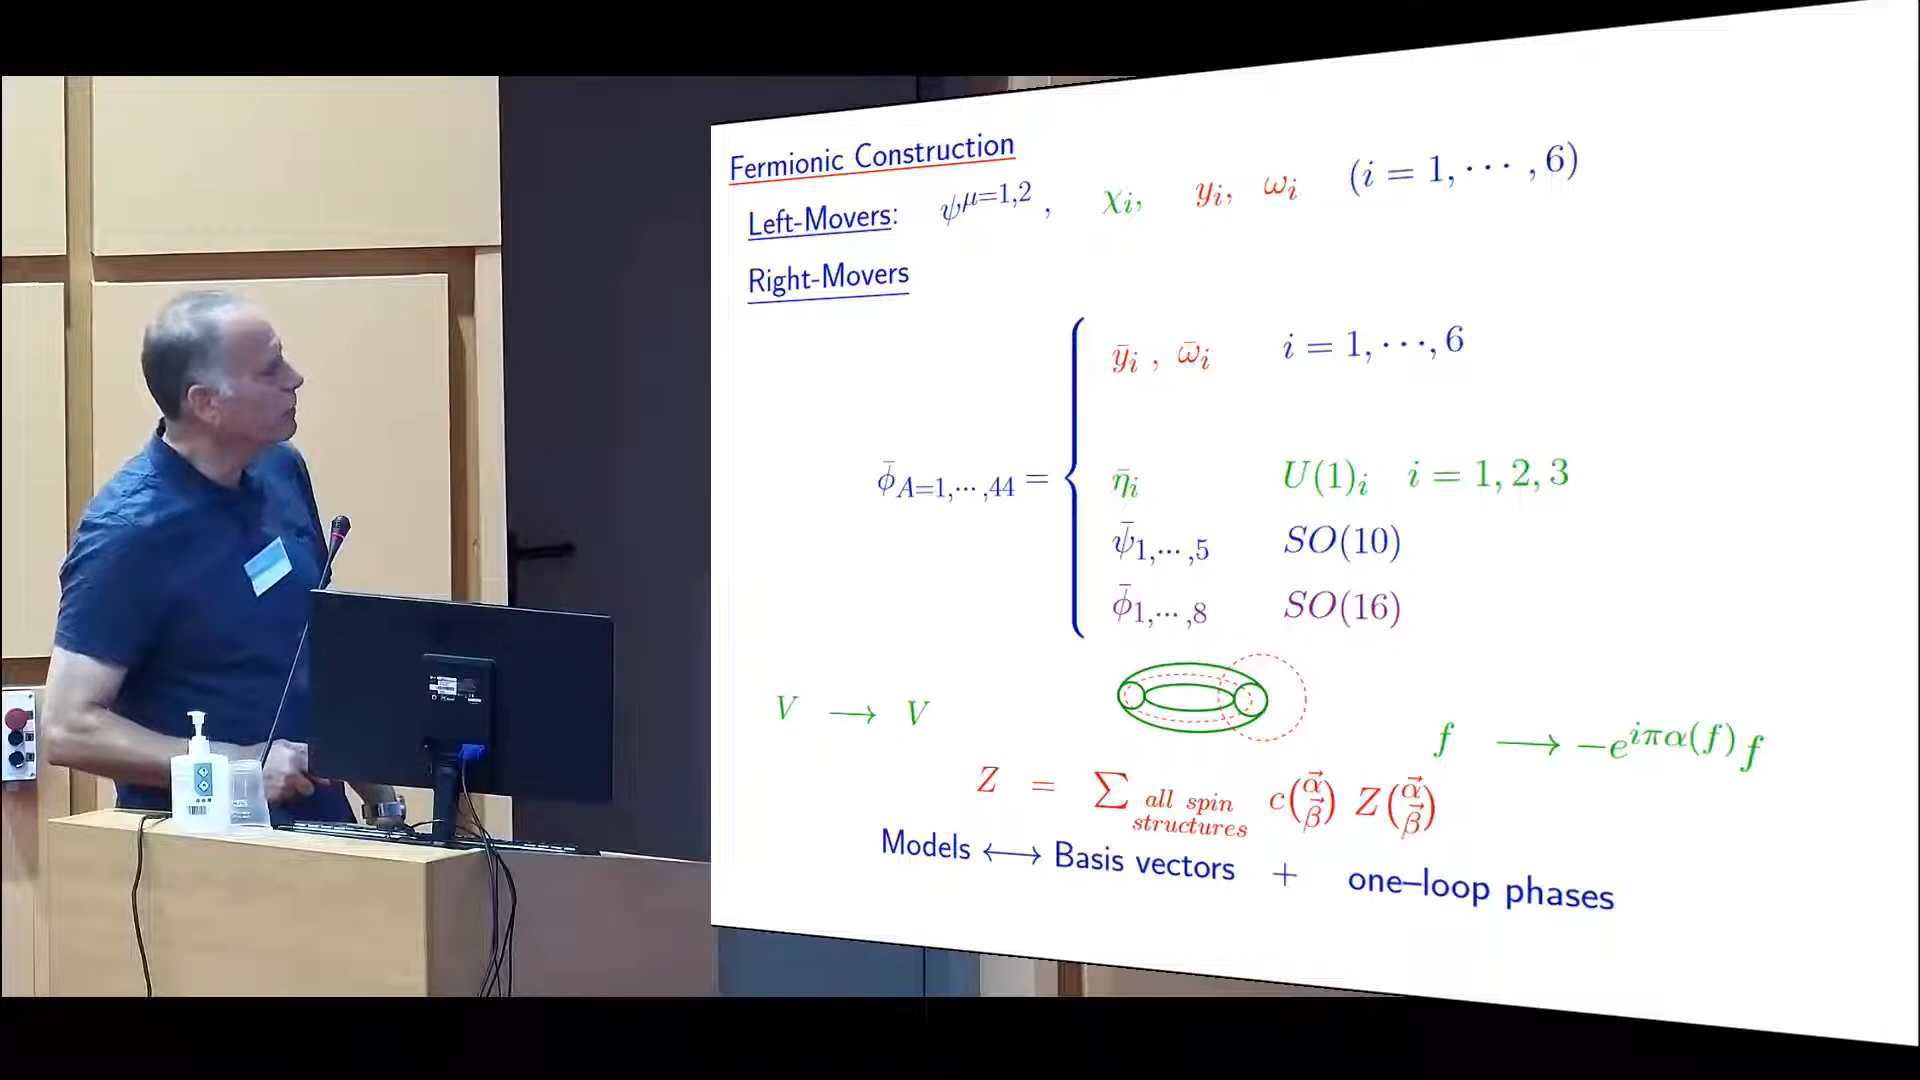 Fermionic Construction
Left-Movers: ψ^{μ=1,2} , χ_i, y_i, ω_i (i = 1, ··· , 6)
Right-Movers
ȳ_i , ω̄_i i = 1, ···, 6
φ̄_{A=1,··· ,44} =
η̄_i U(1)_i i = 1, 2, 3
ψ̄_{1,··· ,5} SO(10)
φ̄_{1,··· ,8} SO(16)
V ⟶ V
f ⟶ −e^{iπα(f)} f
Z = ∑_{all spin structures} c(α⃗ β⃗) Z(α⃗ β⃗)
Models ⟷ Basis vectors + one–loop phases